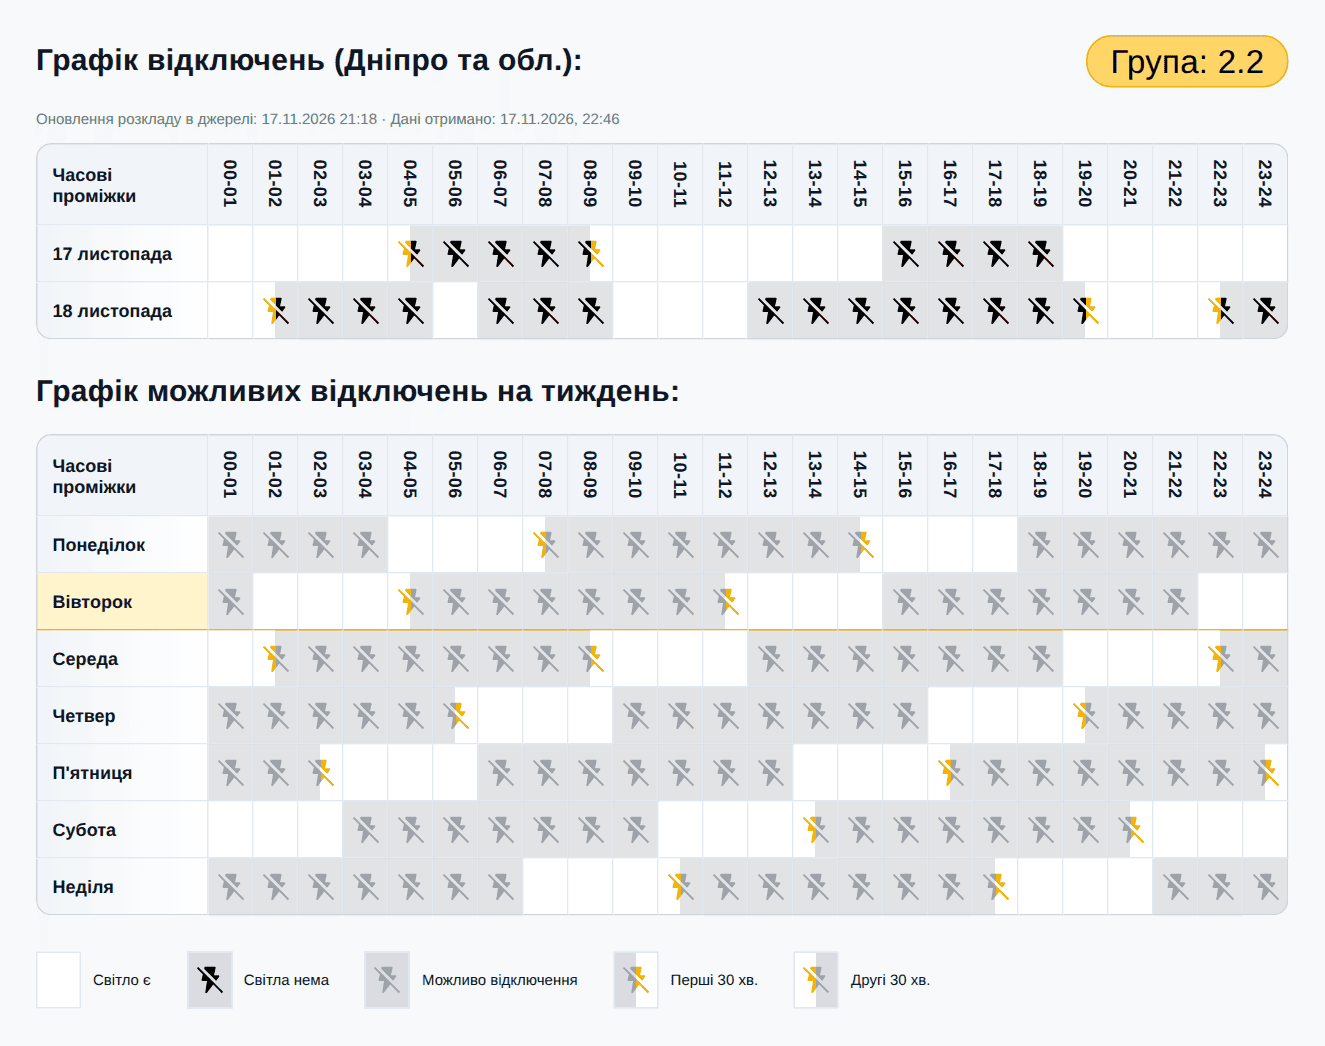 Графік відключень (Дніпро та обл.):
Група: 2.2
Оновлення розкладу в джерелі: 17.11.2026 21:18 · Дані отримано: 17.11.2026, 22:46
Часові проміжки 00-01 01-02 02-03 03-04 04-05 05-06 06-07 07-08 08-09 09-10 10-11 11-12 12-13 13-14 14-15 15-16 16-17 17-18 18-19 19-20 20-21 21-22 22-23 23-24
17 листопада
18 листопада
Графік можливих відключень на тиждень:
Часові проміжки 00-01 01-02 02-03 03-04 04-05 05-06 06-07 07-08 08-09 09-10 10-11 11-12 12-13 13-14 14-15 15-16 16-17 17-18 18-19 19-20 20-21 21-22 22-23 23-24
Понеділок
Вівторок
Середа
Четвер
П'ятниця
Субота
Неділя
Світло є Світла нема Можливо відключення Перші 30 хв. Другі 30 хв.